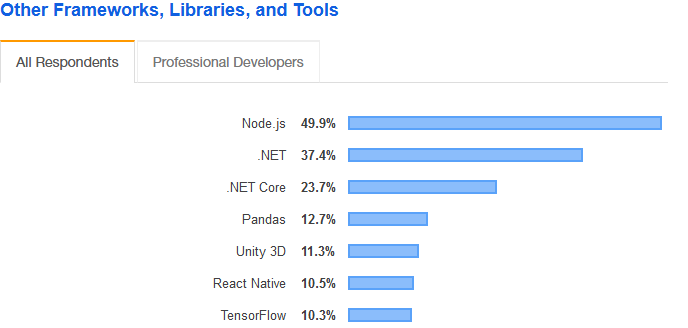 Other Frameworks, Libraries, and Tools
All Respondents Professional Developers
Node.js 49.9%
.NET 37.4%
.NET Core 23.7%
Pandas 12.7%
Unity 3D 11.3%
React Native 10.5%
TensorFlow 10.3%